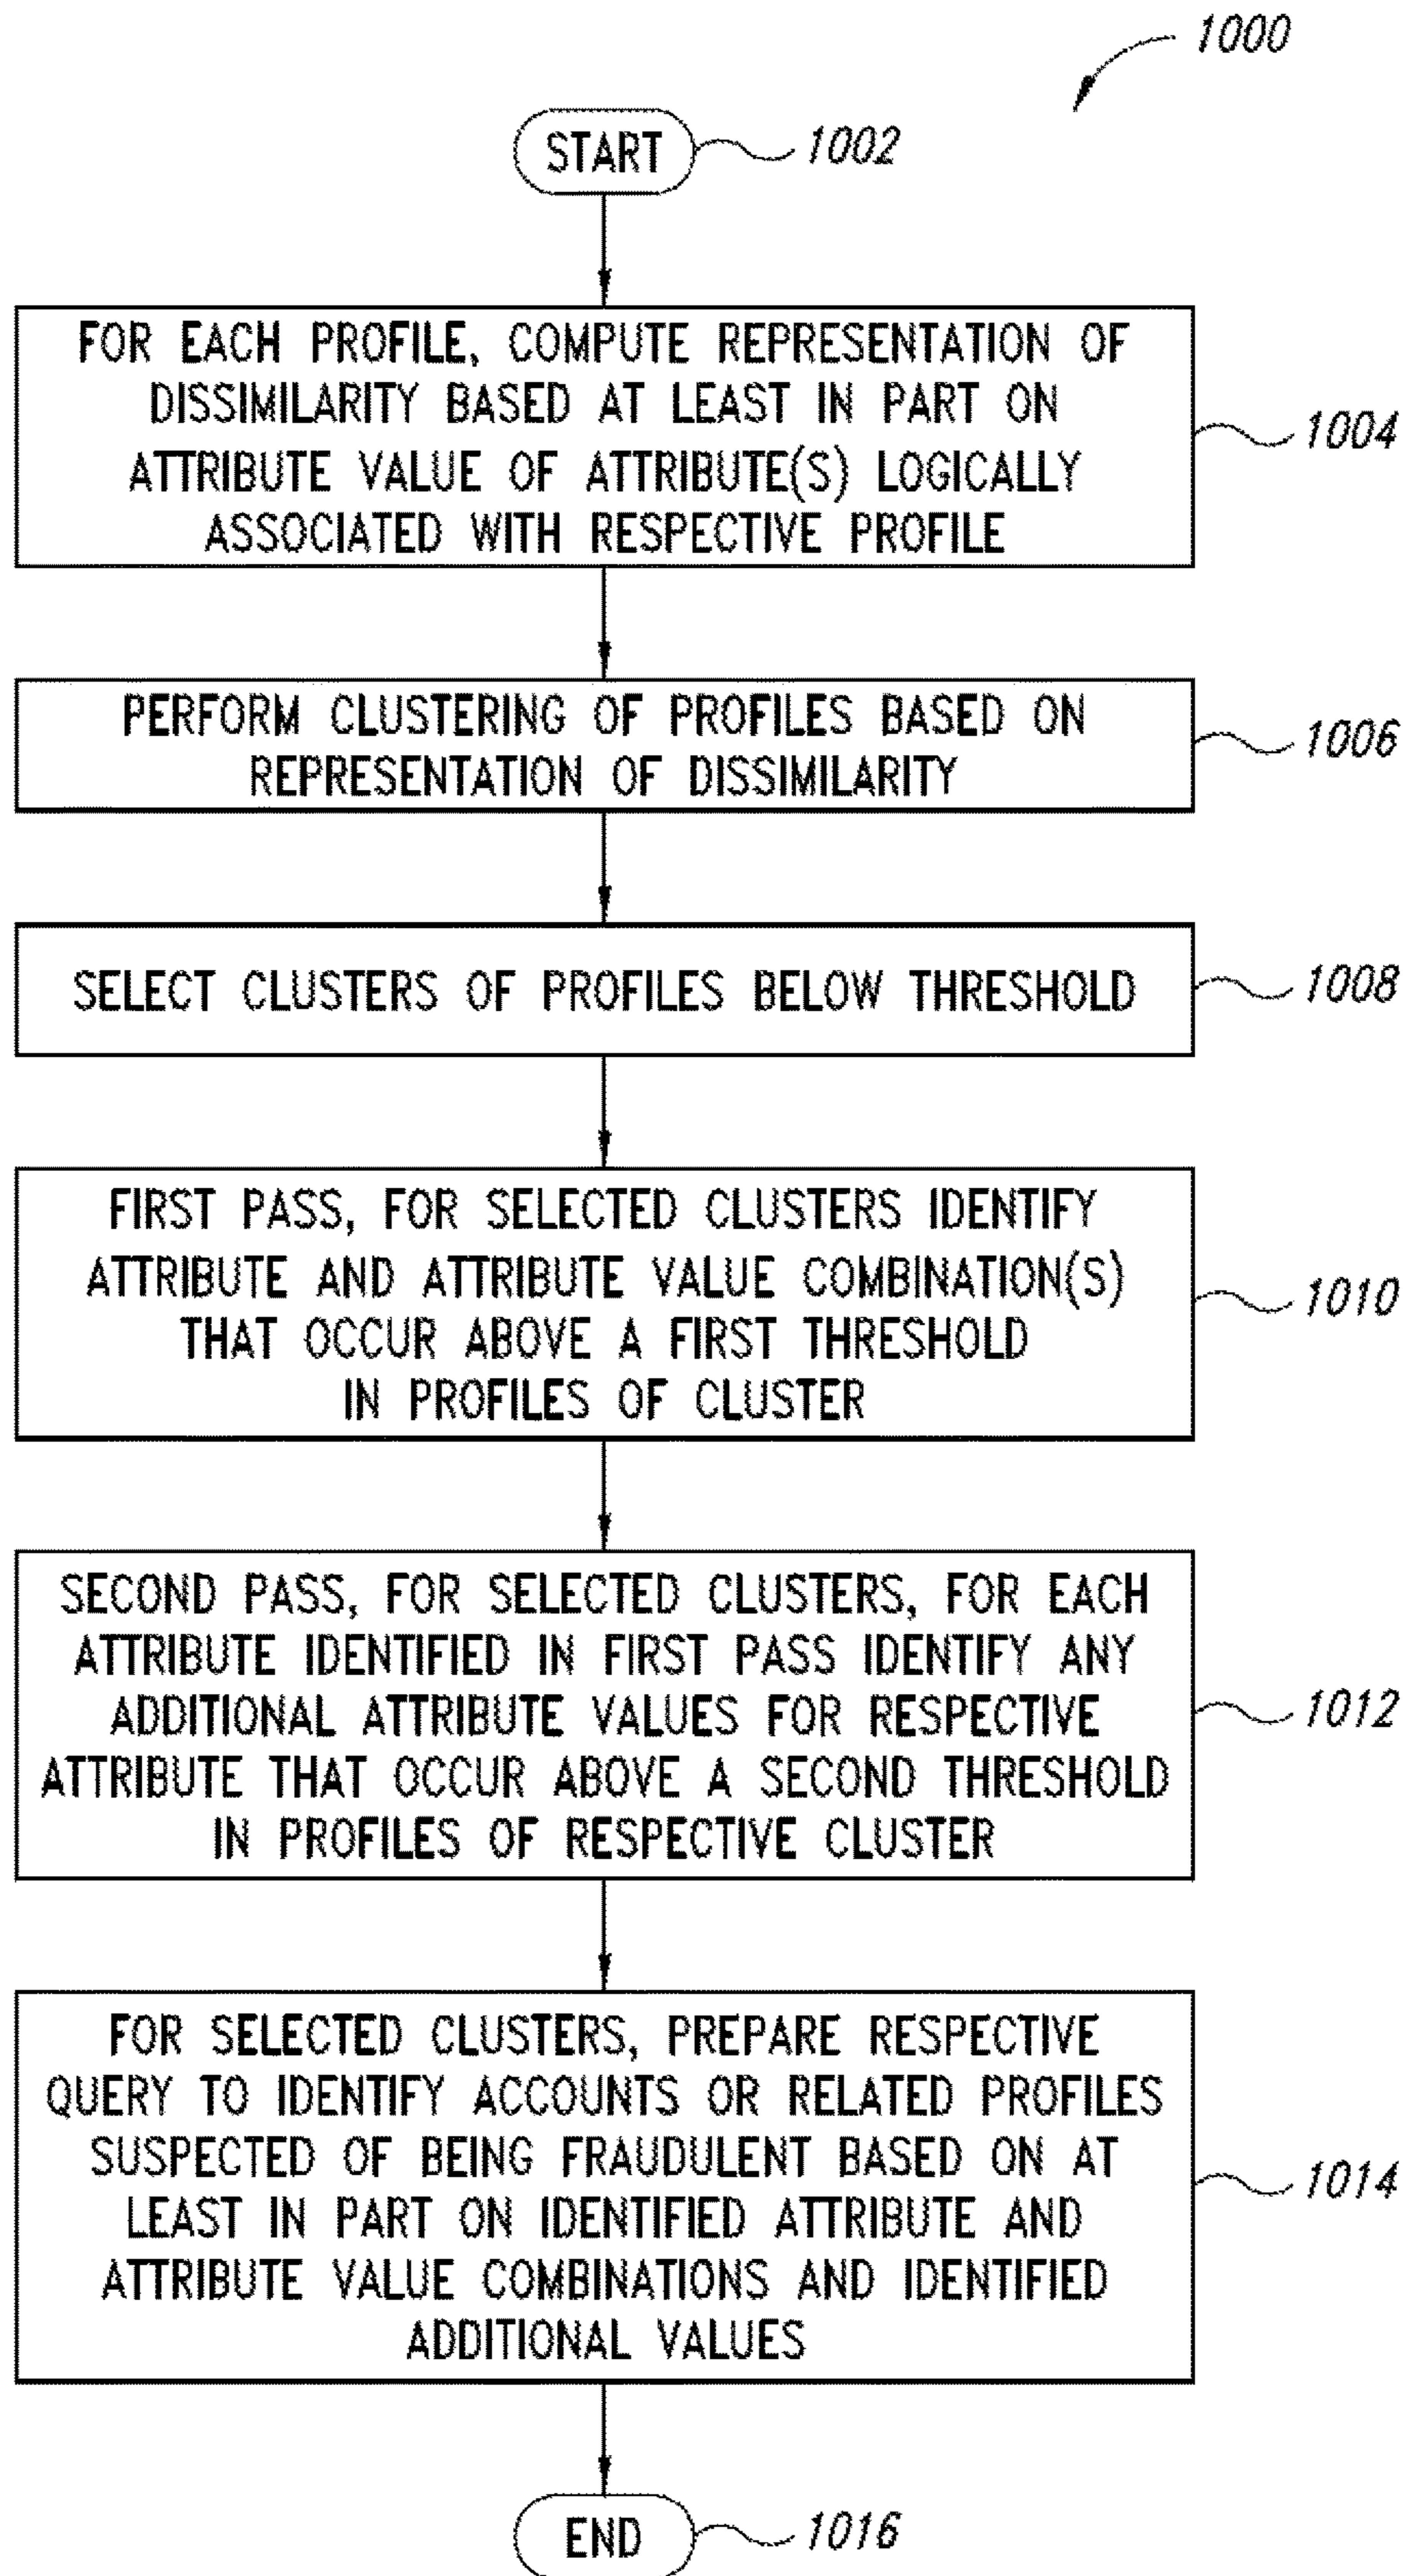 1000
START
1002
FOR EACH PROFILE, COMPUTE REPRESENTATION OF
DISSIMILARITY BASED AT LEAST IN PART ON
ATTRIBUTE VALUE OF ATTRIBUTE(S) LOGICALLY
ASSOCIATED WITH RESPECTIVE PROFILE
1004
PERFORM CLUSTERING OF PROFILES BASED ON
REPRESENTATION OF DISSIMILARITY
1006
SELECT CLUSTERS OF PROFILES BELOW THRESHOLD
1008
FIRST PASS, FOR SELECTED CLUSTERS IDENTIFY
ATTRIBUTE AND ATTRIBUTE VALUE COMBINATION(S)
THAT OCCUR ABOVE A FIRST THRESHOLD
IN PROFILES OF CLUSTER
1010
SECOND PASS, FOR SELECTED CLUSTERS, FOR EACH
ATTRIBUTE IDENTIFIED IN FIRST PASS IDENTIFY ANY
ADDITIONAL ATTRIBUTE VALUES FOR RESPECTIVE
ATTRIBUTE THAT OCCUR ABOVE A SECOND THRESHOLD
IN PROFILES OF RESPECTIVE CLUSTER
1012
FOR SELECTED CLUSTERS, PREPARE RESPECTIVE
QUERY TO IDENTIFY ACCOUNTS OR RELATED PROFILES
SUSPECTED OF BEING FRAUDULENT BASED ON AT
LEAST IN PART ON IDENTIFIED ATTRIBUTE AND
ATTRIBUTE VALUE COMBINATIONS AND IDENTIFIED
ADDITIONAL VALUES
1014
END
1016